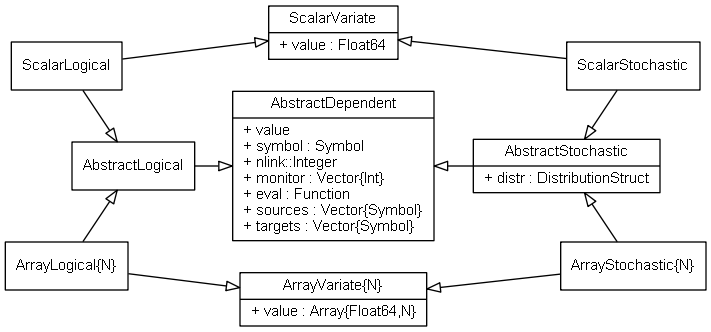 ScalarVariate
+ value : Float64
ScalarLogical
ScalarStochastic
AbstractDependent
+ value
+ symbol : Symbol
+ nlink::Integer
+ monitor : Vector{Int}
+ eval : Function
+ sources : Vector{Symbol}
+ targets : Vector{Symbol}
AbstractLogical
AbstractStochastic
+ distr : DistributionStruct
ArrayLogical{N}
ArrayStochastic{N}
ArrayVariate{N}
+ value : Array{Float64,N}